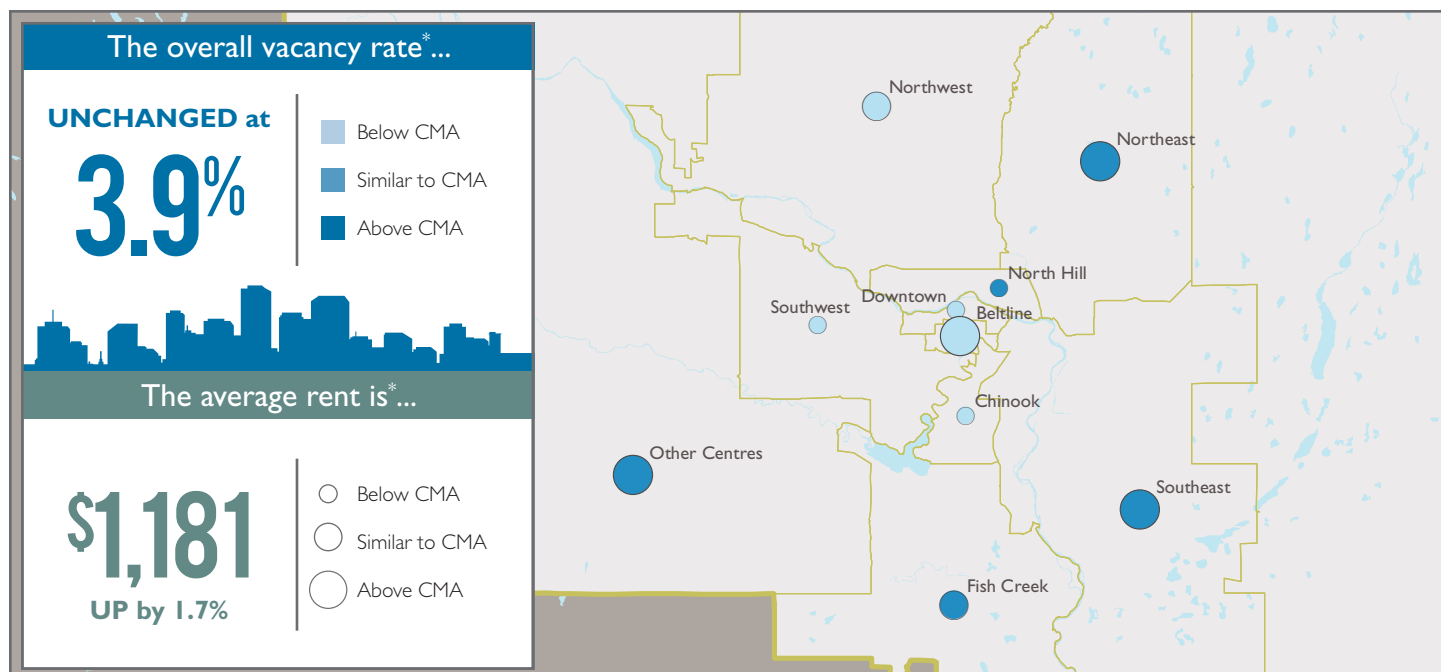 The overall vacancy rate*...
UNCHANGED at
3.9%
Below CMA
Similar to CMA
Above CMA
The average rent is*...
$1,181
UP by 1.7%
Below CMA
Similar to CMA
Above CMA
Northwest
Northeast
North Hill
Downtown
Southwest
Beltline
Chinook
Other Centres
Southeast
Fish Creek